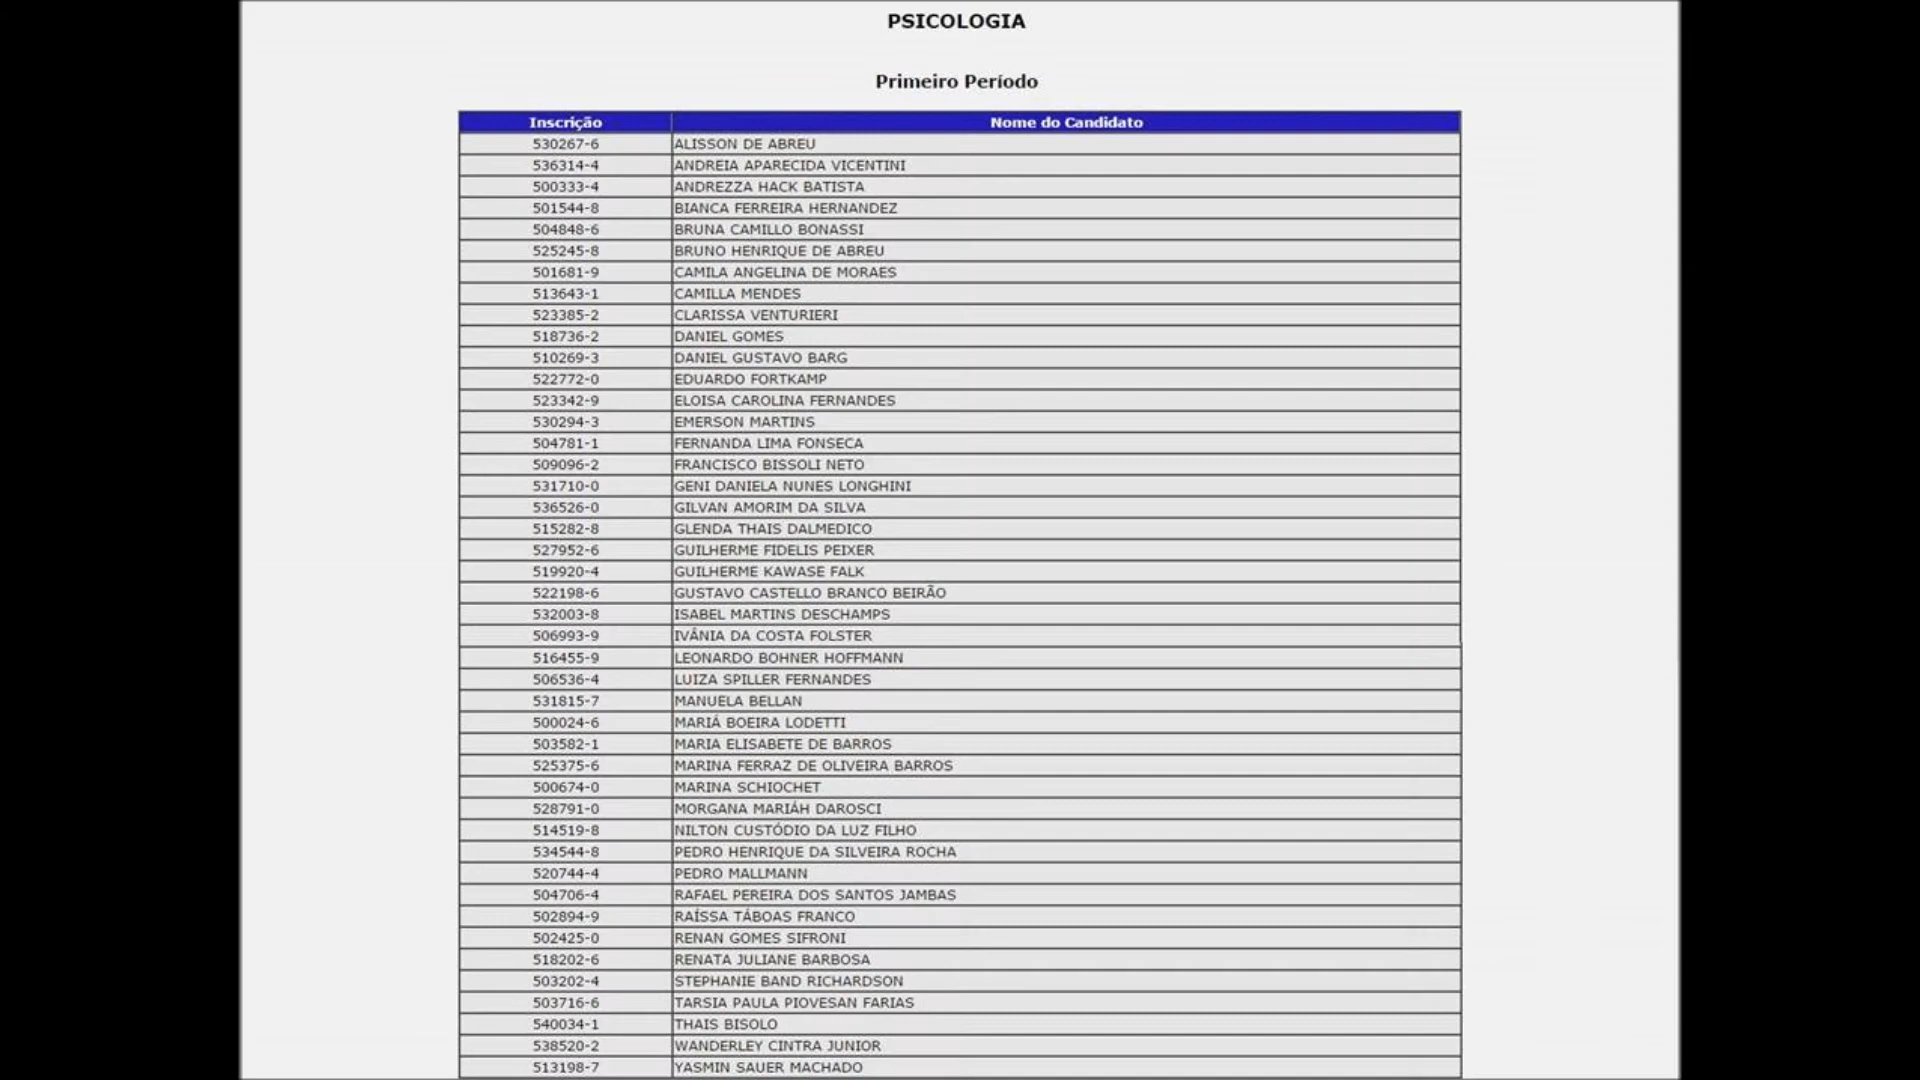 PSICOLOGIA
Primeiro Período
Inscrição Nome do Candidato
530267-6 ALISSON DE ABREU
536314-4 ANDREIA APARECIDA VICENTINI
500333-4 ANDREZZA HACK BATISTA
501544-8 BIANCA FERREIRA HERNANDEZ
504848-6 BRUNA CAMILLO BONASSI
525245-8 BRUNO HENRIQUE DE ABREU
501681-9 CAMILA ANGELINA DE MORAES
513643-1 CAMILLA MENDES
523385-2 CLARISSA VENTURIERI
518736-2 DANIEL GOMES
510269-3 DANIEL GUSTAVO BARG
522772-0 EDUARDO FORTKAMP
523342-9 ELOISA CAROLINA FERNANDES
530294-3 EMERSON MARTINS
504781-1 FERNANDA LIMA FONSECA
509096-2 FRANCISCO BISSOLI NETO
531710-0 GENI DANIELA NUNES LONGHINI
536526-0 GILVAN AMORIM DA SILVA
515282-8 GLENDA THAIS DALMEDICO
527952-6 GUILHERME FIDELIS PEIXER
519920-4 GUILHERME KAWASE FALK
522198-6 GUSTAVO CASTELLO BRANCO BEIRÃO
532003-8 ISABEL MARTINS DESCHAMPS
506993-9 IVÂNIA DA COSTA FOLSTER
516455-9 LEONARDO BOHNER HOFFMANN
506536-4 LUIZA SPILLER FERNANDES
531815-7 MANUELA BELLAN
500024-6 MARIÁ BOEIRA LODETTI
503582-1 MARIA ELISABETE DE BARROS
525375-6 MARINA FERRAZ DE OLIVEIRA BARROS
500674-0 MARINA SCHIOCHET
528791-0 MORGANA MARIÁH DAROSCI
514519-8 NILTON CUSTÓDIO DA LUZ FILHO
534544-8 PEDRO HENRIQUE DA SILVEIRA ROCHA
520744-4 PEDRO MALLMANN
504706-4 RAFAEL PEREIRA DOS SANTOS JAMBAS
502894-9 RAÍSSA TÁBOAS FRANCO
502425-0 RENAN GOMES SIFRONI
518202-6 RENATA JULIANE BARBOSA
503202-4 STEPHANIE BAND RICHARDSON
503716-6 TARSIA PAULA PIOVESAN FARIAS
540034-1 THAIS BISOLO
538520-2 WANDERLEY CINTRA JUNIOR
513198-7 YASMIN SAUER MACHADO